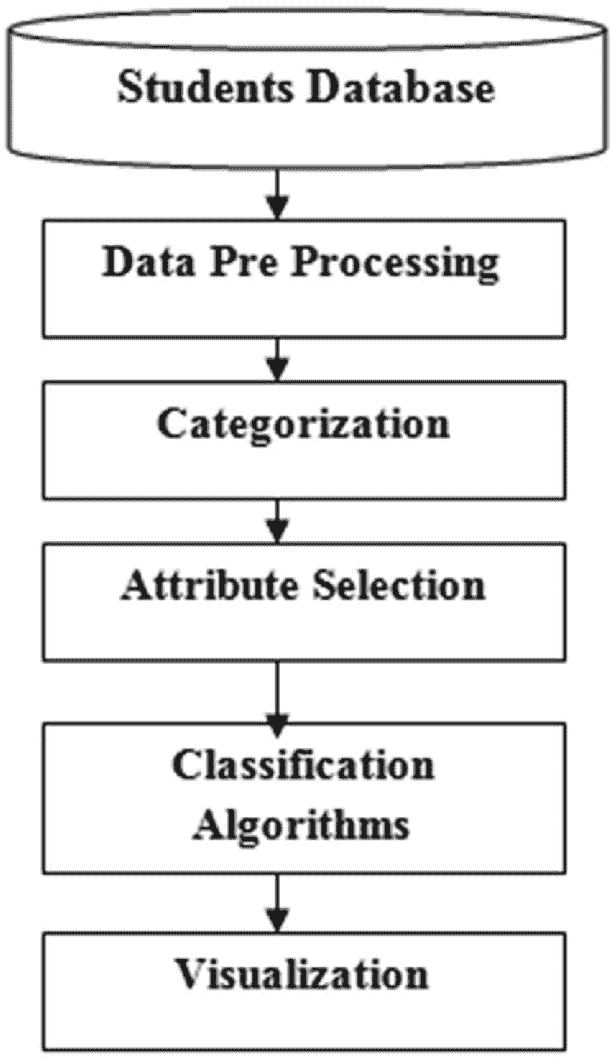 Students Database
Data Pre Processing
Categorization
Attribute Selection
Classification
Algorithms
Visualization